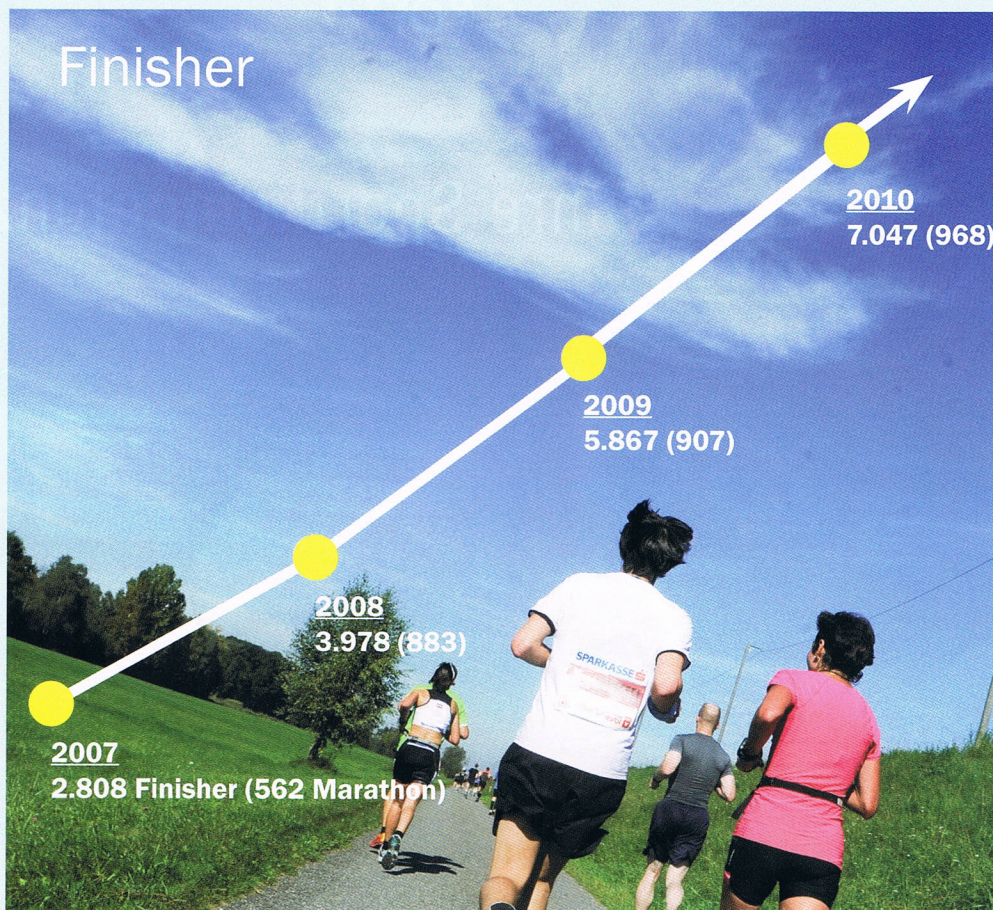 Finisher
2010
7.047 (968)
2009
5.867 (907)
2008
3.978 (883)
SPARKASSE
2007
2.808 Finisher (562 Marathon)